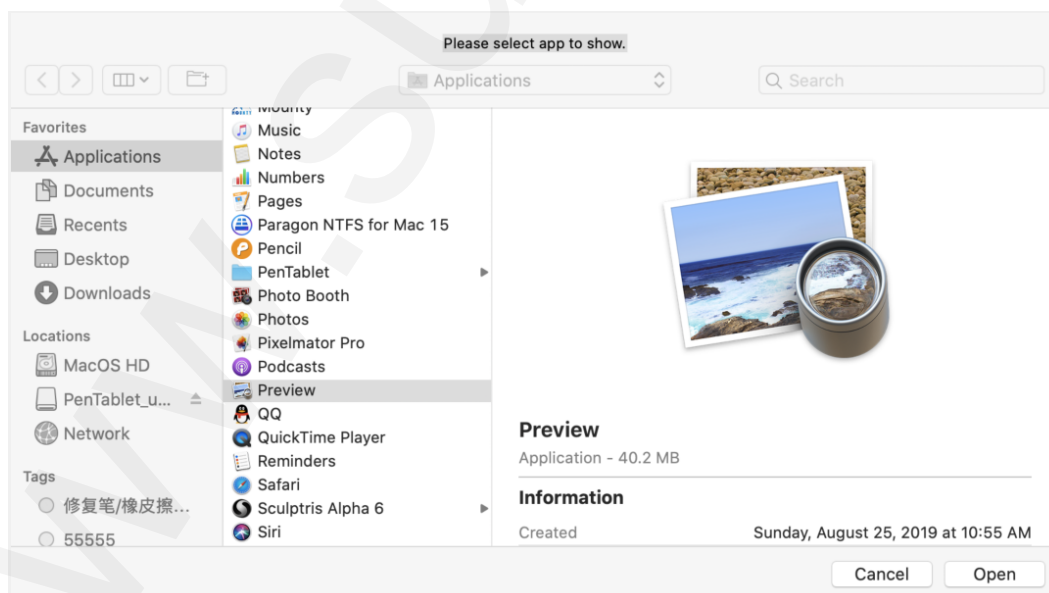 Please select app to show.
Applications
Search
Favorites
Applications
Documents
Recents
Desktop
Downloads
Locations
MacOS HD
PenTablet_u...
Network
Tags
修复笔/橡皮擦...
55555
Mounty
Music
Notes
Numbers
Pages
Paragon NTFS for Mac 15
Pencil
PenTablet
Photo Booth
Photos
Pixelmator Pro
Podcasts
Preview
QQ
QuickTime Player
Reminders
Safari
Sculptris Alpha 6
Siri
Preview
Application - 40.2 MB
Information
Created Sunday, August 25, 2019 at 10:55 AM
Cancel Open